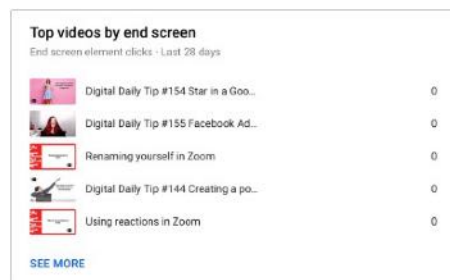 Top videos by end screen
End screen element clicks · Last 28 days
Digital Daily Tip #154 Star in a Goo... 0
Digital Daily Tip #155 Facebook Ad... 0
Renaming yourself in Zoom 0
Digital Daily Tip #144 Creating a po... 0
Using reactions in Zoom 0
SEE MORE